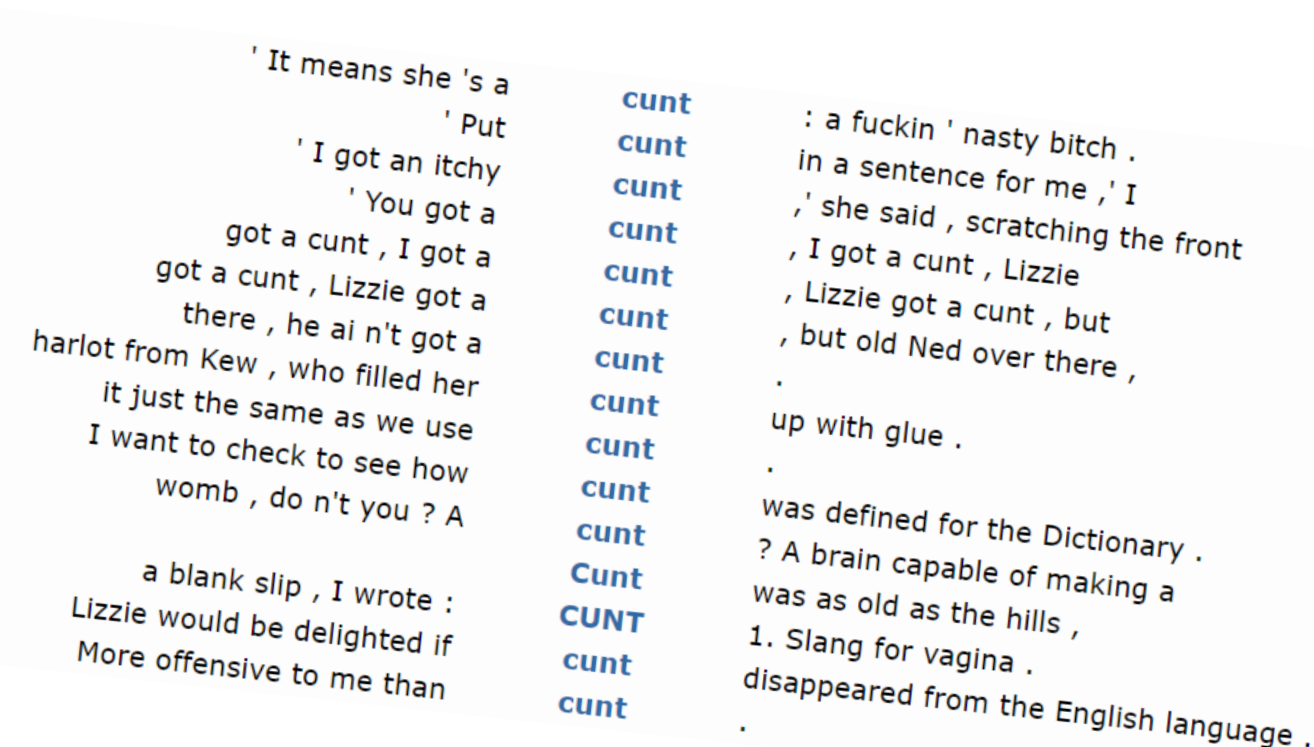 ' It means she 's a cunt : a fuckin ' nasty bitch .
' Put cunt in a sentence for me ,' I
' I got an itchy cunt ,' she said , scratching the front
' You got a cunt , I got a cunt , Lizzie
got a cunt , I got a cunt , Lizzie got a cunt , but
got a cunt , Lizzie got a cunt , but old Ned over there ,
there , he ai n't got a cunt .
harlot from Kew , who filled her cunt up with glue .
it just the same as we use cunt .
I want to check to see how cunt was defined for the Dictionary .
womb , do n't you ? A cunt ? A brain capable of making a
Cunt was as old as the hills ,
a blank slip , I wrote : CUNT 1. Slang for vagina .
Lizzie would be delighted if cunt disappeared from the English language .
More offensive to me than cunt .